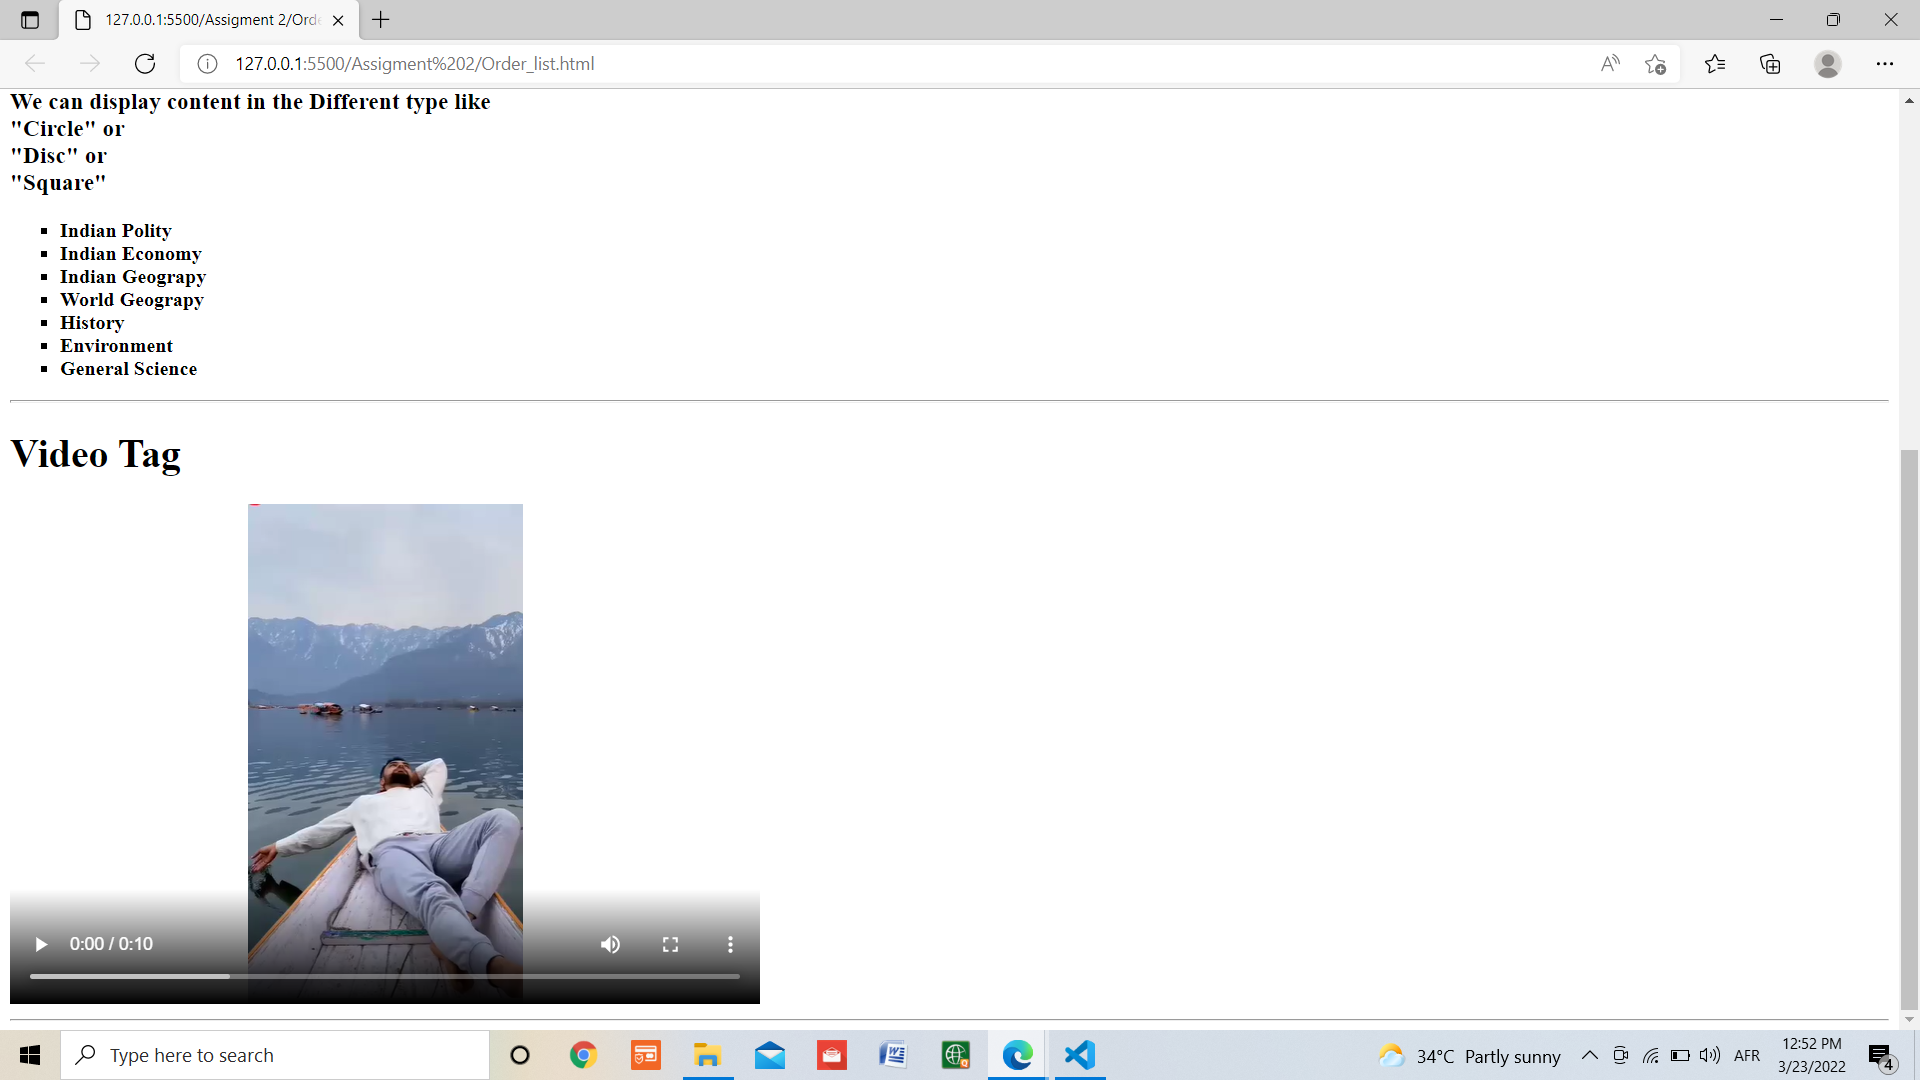 127.0.0.1:5500/Assigment 2/Orde
127.0.0.1:5500/Assigment%202/Order_list.html
We can display content in the Different type like
"Circle" or
"Disc" or
"Square"
Indian Polity
Indian Economy
Indian Geograpy
World Geograpy
History
Environment
General Science
Video Tag
0:00 / 0:10
Type here to search
34°C Partly sunny
AFR
12:52 PM
3/23/2022
4